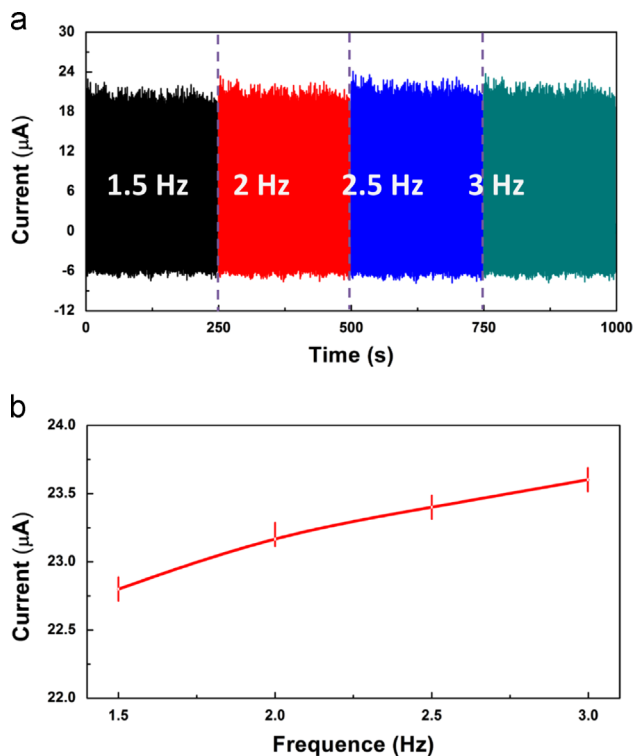 a
30
24
18
12
6
0
-6
-12
Current (μA)
1.5 Hz 2 Hz 2.5 Hz 3 Hz
0 250 500 750 1000
Time (s)
b
24.0
23.5
23.0
22.5
22.0
Current (μA)
1.5 2.0 2.5 3.0
Frequence (Hz)